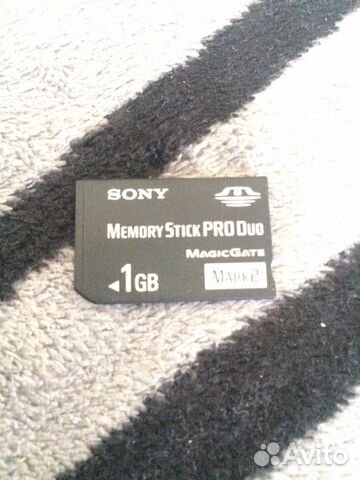 SONY
MEMORY STICK PRO DUO
MAGICGATE
1GB
MARK2
Avito